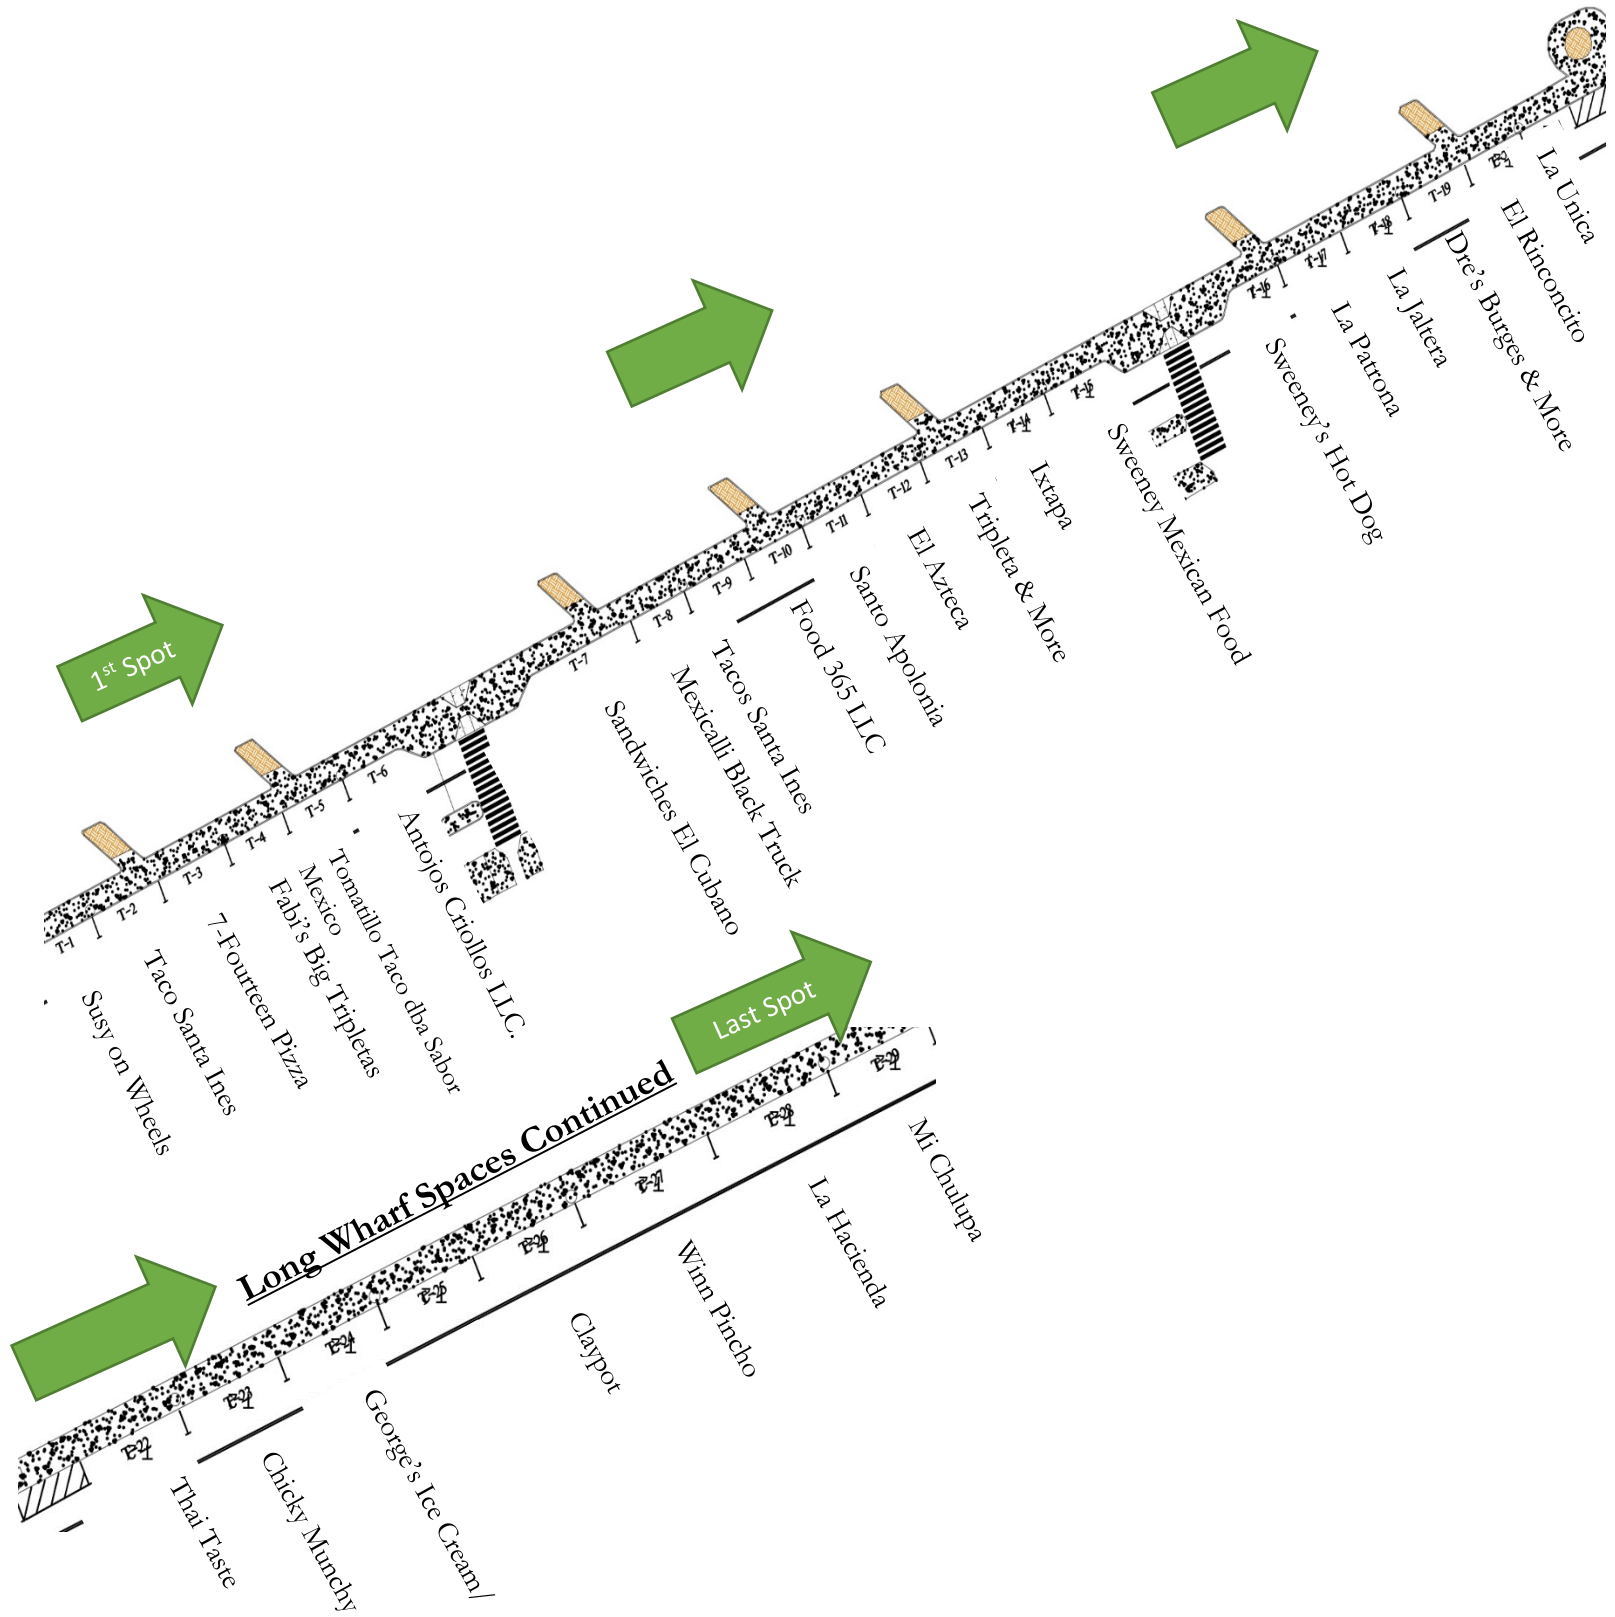 1st Spot
T-1
T-2
T-3
T-4
T-5
T-6
T-7
T-8
T-9
T-10
T-11
T-12
T-13
T-14
T-15
T-16
T-17
T-18
T-19
Susy on Wheels
Taco Santa Ines
7-Fourteen Pizza
Fabi's Big Tripletas
Tomatillo Taco dba Sabor
Mexico
Antojos Criollos LLC.
Sandwiches El Cubano
Mexicalli Black Truck
Tacos Santa Ines
Food 365 LLC
Santo Apolonia
El Azteca
Tripleta & More
Ixtapa
Sweeney Mexican Food
Sweeney's Hot Dog
La Patrona
La Jaltera
Dre's Burges & More
El Rinconcito
La Unica
Long Wharf Spaces Continued
Last Spot
Thai Taste
Chicky Munchy
George's Ice Cream/
Claypot
Winn Pincho
La Hacienda
Mi Chulupa